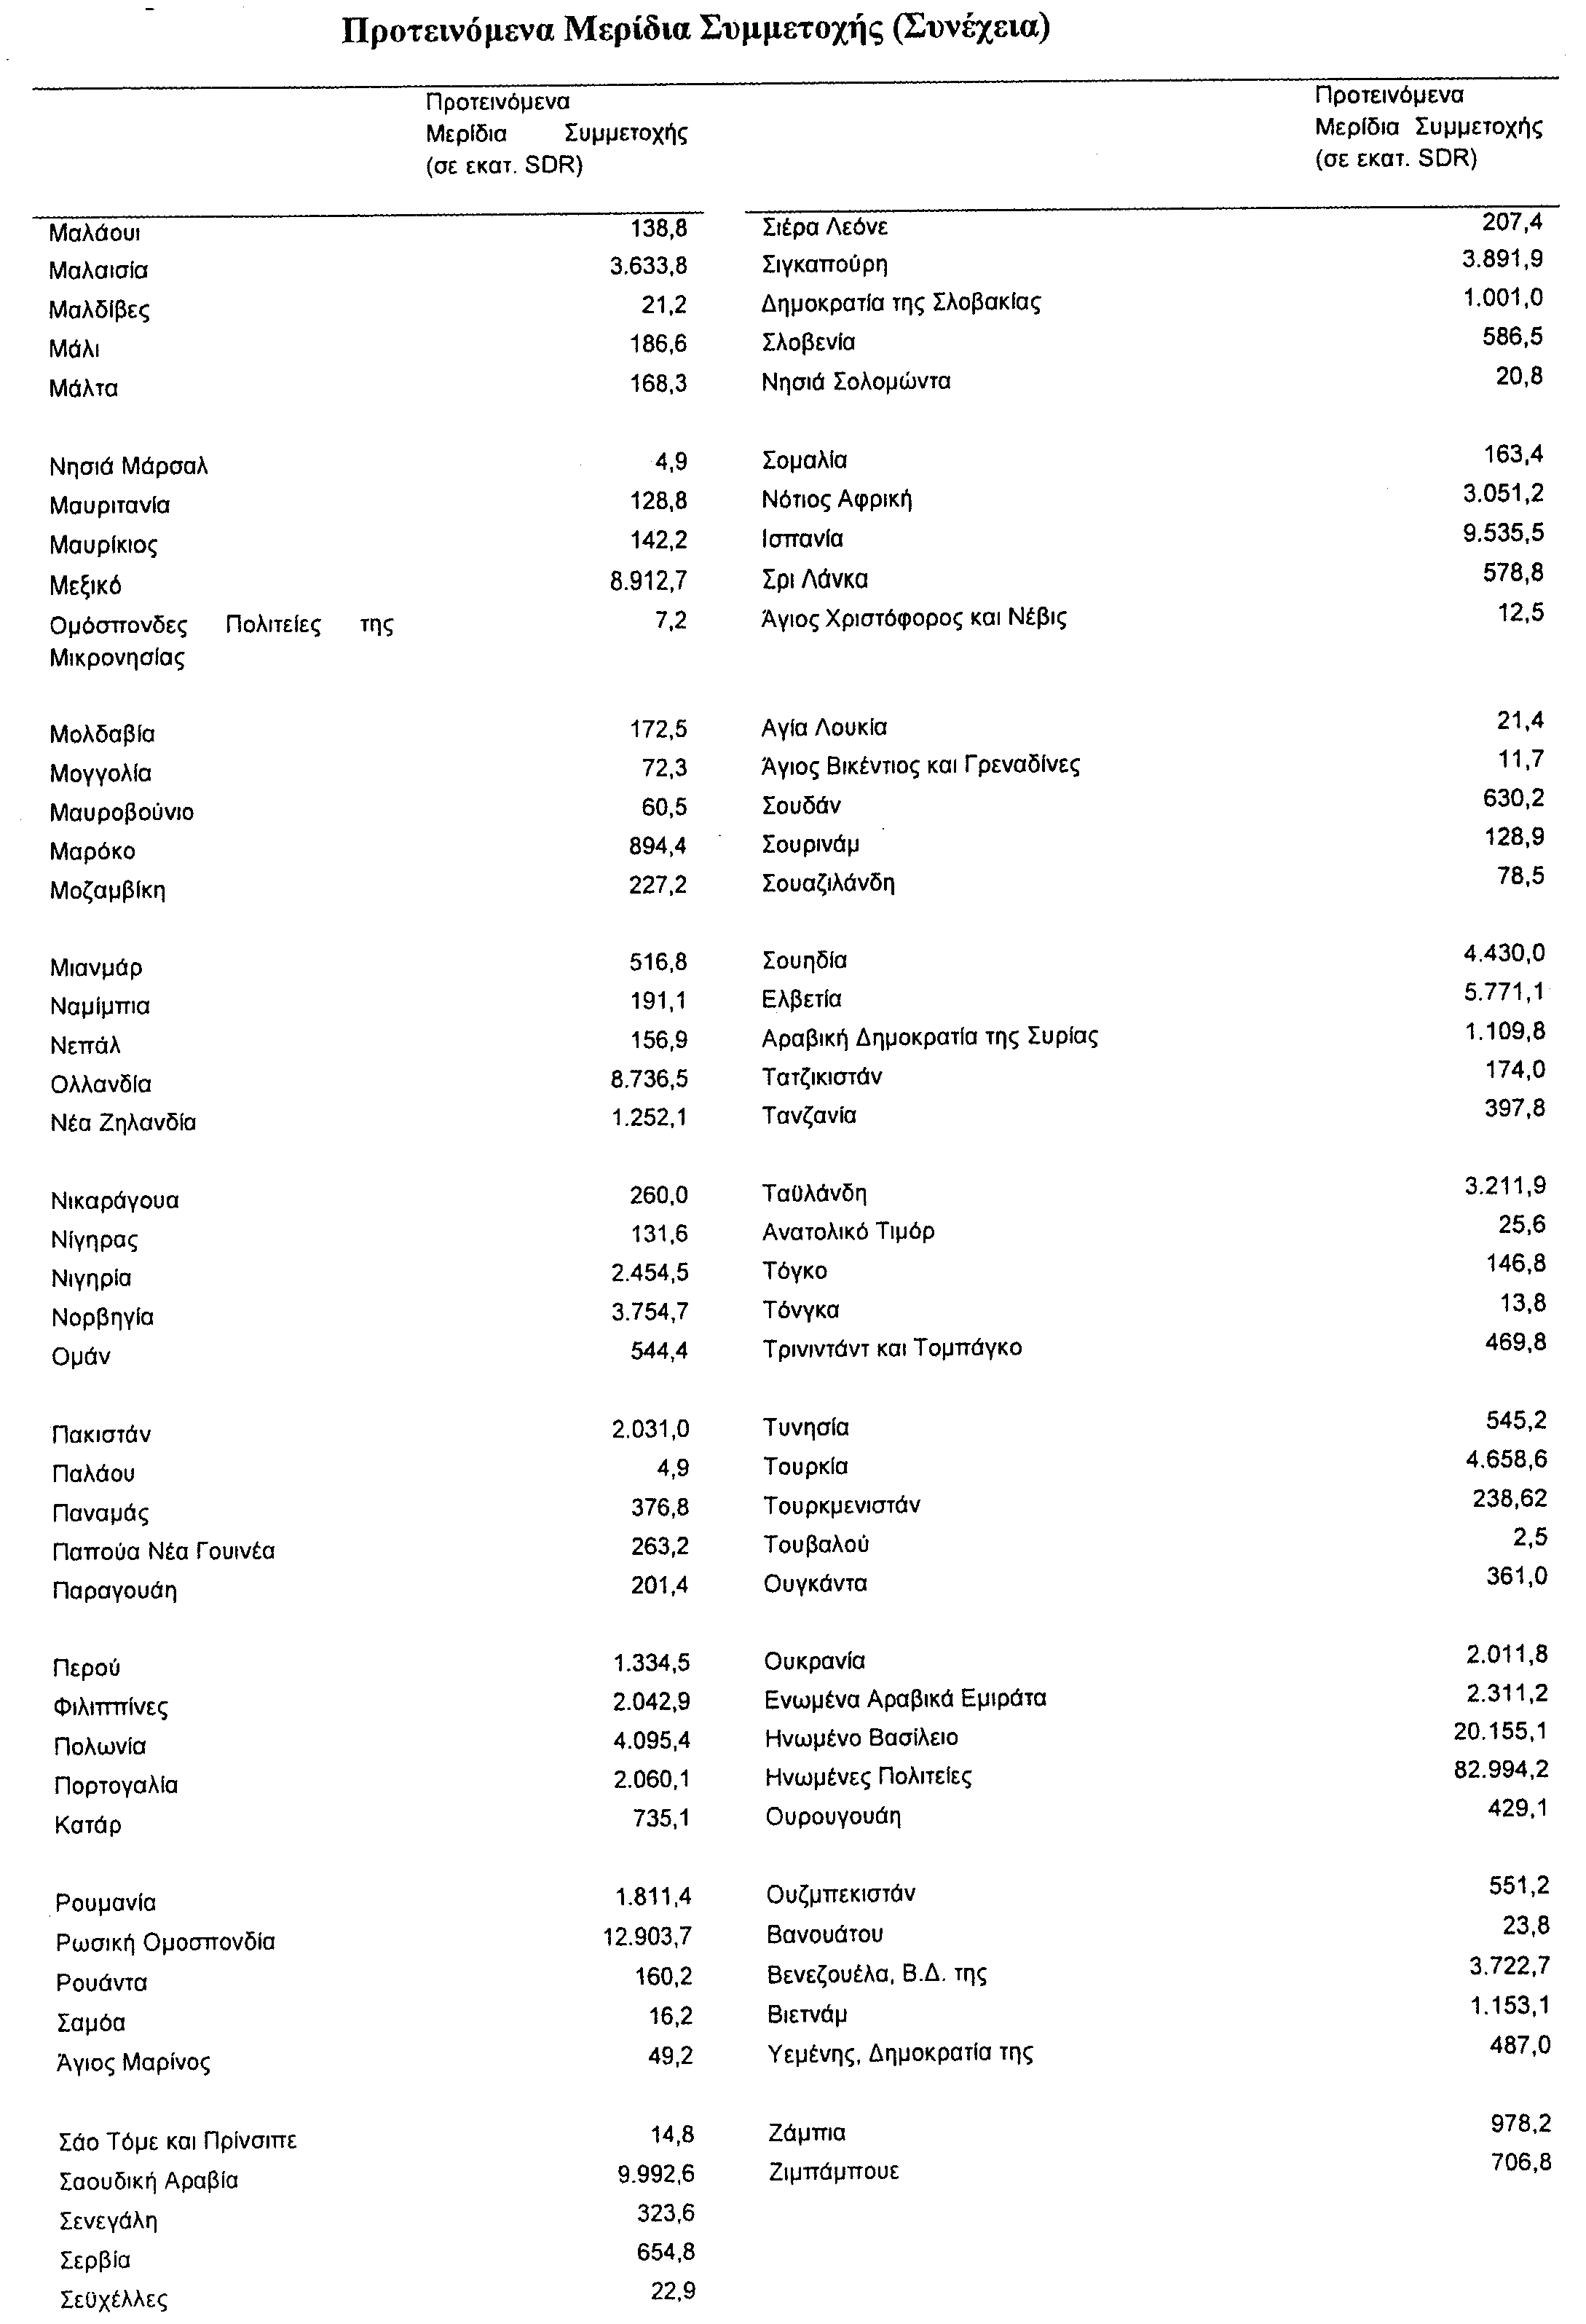 Προτεινόμενα Μερίδια Συμμετοχής (Συνέχεια)
Προτεινόμενα
Μερίδια Συμμετοχής
(σε εκατ. SDR)
Προτεινόμενα
Μερίδια Συμμετοχής
(σε εκατ. SDR)
Μαλάουι 138,8 Σιέρα Λεόνε 207,4
Μαλαισία 3.633,8 Σιγκαπούρη 3.891,9
Μαλδίβες 21,2 Δημοκρατία της Σλοβακίας 1.001,0
Μάλι 186,6 Σλοβενία 586,5
Μάλτα 168,3 Νησιά Σολομώντα 20,8
Νησιά Μάρσαλ 4,9 Σομαλία 163,4
Μαυριτανία 128,8 Νότιος Αφρική 3.051,2
Μαυρίκιος 142,2 Ισπανία 9.535,5
Μεξικό 8.912,7 Σρι Λάνκα 578,8
Ομόσπονδες Πολιτείες της 7,2 Άγιος Χριστόφορος και Νέβις 12,5
Μικρονησίας
Μολδαβία 172,5 Αγία Λουκία 21,4
Μογγολία 72,3 Άγιος Βικέντιος και Γρεναδίνες 11,7
Μαυροβούνιο 60,5 Σουδάν 630,2
Μαρόκο 894,4 Σουρινάμ 128,9
Μοζαμβίκη 227,2 Σουαζιλάνδη 78,5
Μιανμάρ 516,8 Σουηδία 4.430,0
Ναμίμπια 191,1 Ελβετία 5.771,1
Νεπάλ 156,9 Αραβική Δημοκρατία της Συρίας 1.109,8
Ολλανδία 8.736,5 Τατζικιστάν 174,0
Νέα Ζηλανδία 1.252,1 Τανζανία 397,8
Νικαράγουα 260,0 Ταϋλάνδη 3.211,9
Νίγηρας 131,6 Ανατολικό Τιμόρ 25,6
Νιγηρία 2.454,5 Τόγκο 146,8
Νορβηγία 3.754,7 Τόνγκα 13,8
Ομάν 544,4 Τρινιντάντ και Τομπάγκο 469,8
Πακιστάν 2.031,0 Τυνησία 545,2
Παλάου 4,9 Τουρκία 4.658,6
Παναμάς 376,8 Τουρκμενιστάν 238,62
Παπούα Νέα Γουινέα 263,2 Τουβαλού 2,5
Παραγουάη 201,4 Ουγκάντα 361,0
Περού 1.334,5 Ουκρανία 2.011,8
Φιλιππίνες 2.042,9 Ενωμένα Αραβικά Εμιράτα 2.311,2
Πολωνία 4.095,4 Ηνωμένο Βασίλειο 20.155,1
Πορτογαλία 2.060,1 Ηνωμένες Πολιτείες 82.994,2
Κατάρ 735,1 Ουρουγουάη 429,1
Ρουμανία 1.811,4 Ουζμπεκιστάν 551,2
Ρωσική Ομοσπονδία 12.903,7 Βανουάτου 23,8
Ρουάντα 160,2 Βενεζουέλα, Β.Δ. της 3.722,7
Σαμόα 16,2 Βιετνάμ 1.153,1
Άγιος Μαρίνος 49,2 Υεμένης, Δημοκρατία της 487,0
Σάο Τόμε και Πρίνσιπε 14,8 Ζάμπια 978,2
Σαουδική Αραβία 9.992,6 Ζιμπάμπουε 706,8
Σενεγάλη 323,6
Σερβία 654,8
Σεϋχέλλες 22,9